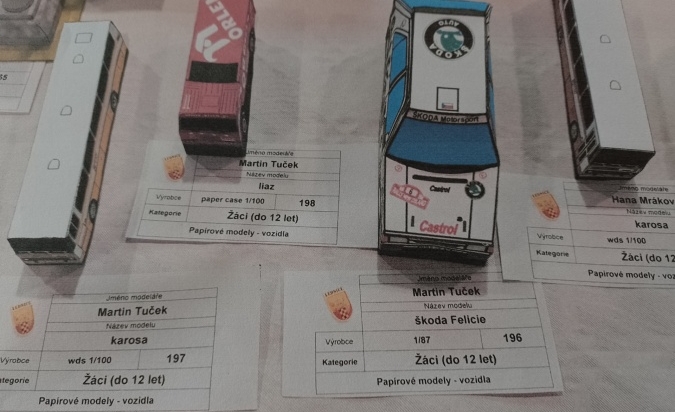 55
ORLEN
AUTO
ŠKODA
ŠKODA Motorsport
Castrol
Castrol
Jméno modeláře
Martin Tuček
Název modelu
liaz
Výrobce paper case 1/100 198
Kategorie Žáci (do 12 let)
Papírové modely - vozidla
Hana Mrákov
Název modelu
karosa
Výrobce wds 1/100
Kategorie Žáci (do 12
Papírové modely - voz
Jméno modeláře
Martin Tuček
Název modelu
karosa
Výrobce wds 1/100 197
ategorie Žáci (do 12 let)
Papírové modely - vozidla
Jméno modeláře
Martin Tuček
Název modelu
škoda Felicie
Výrobce 1/87 196
Kategorie Žáci (do 12 let)
Papírové modely - vozidla